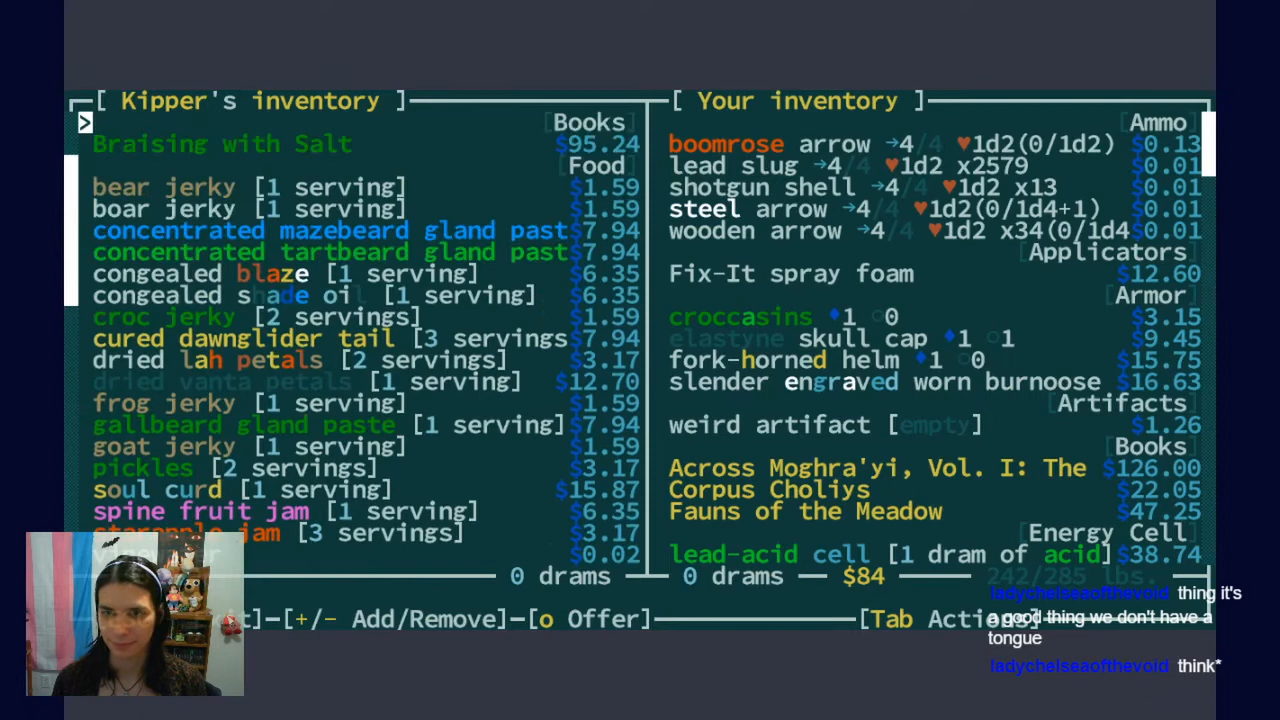 [ Kipper's inventory ]
> [Books]
Braising with Salt $95.24
[Food]
bear jerky [1 serving] $1.59
boar jerky [1 serving] $1.59
concentrated mazebeard gland past $7.94
concentrated tartbeard gland past $7.94
congealed blaze [1 serving] $6.35
congealed shade oil [1 serving] $6.35
croc jerky [2 servings] $1.59
cured dawnglider tail [3 servings $7.94
dried lah petals [2 servings] $3.17
dried vanta petals [1 serving] $12.70
frog jerky [1 serving] $1.59
gallbeard gland paste [1 serving] $7.94
goat jerky [1 serving] $1.59
pickles [2 servings] $3.17
soul curd [1 serving] $15.87
spine fruit jam [1 serving] $6.35
starapple jam [3 servings] $3.17
$0.02
0 drams
[+/- Add/Remove]-[o Offer]
[ Your inventory ]
[Ammo]
boomrose arrow →4/4 ♥1d2(0/1d2) $0.13
lead slug →4/4 ♥1d2 x2579 $0.01
shotgun shell →4/4 ♥1d2 x13 $0.01
steel arrow →4/4 ♥1d2(0/1d4+1) $0.01
wooden arrow →4/4 ♥1d2 x34(0/1d4 $0.01
[Applicators]
Fix-It spray foam $12.60
[Armor]
croccasins ♦1 ○0 $3.15
elastyne skull cap ♦1 ○1 $9.45
fork-horned helm ♦1 ○0 $15.75
slender engraved worn burnoose $16.63
[Artifacts]
weird artifact [empty] $1.26
[Books]
Across Moghra'yi, Vol. I: The $126.00
Corpus Choliys $22.05
Fauns of the Meadow $47.25
[Energy Cell]
lead-acid cell [1 dram of acid] $38.74
0 drams $84 242/285 lbs.
[Tab Actions]
ladychelseaofthevoid thing it's
a good thing we don't have a
tongue
ladychelseaofthevoid think*